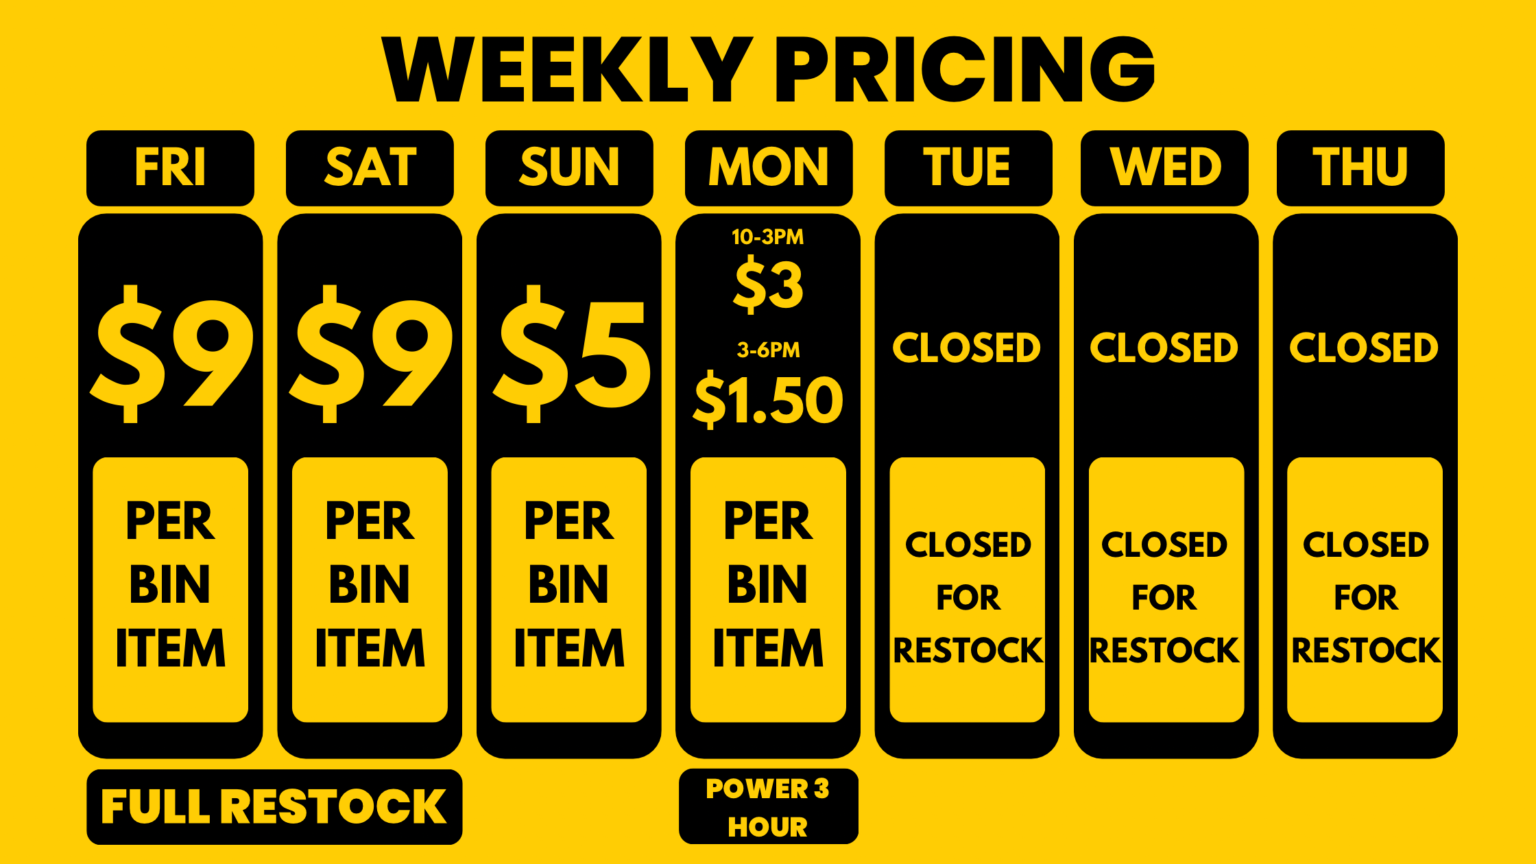 WEEKLY PRICING
FRI
$9
PER
BIN
ITEM
SAT
$9
PER
BIN
ITEM
FULL RESTOCK
SUN
$5
PER
BIN
ITEM
MON
10-3PM
$3
3-6PM
$1.50
PER
BIN
ITEM
POWER 3
HOUR
TUE
CLOSED
CLOSED
FOR
RESTOCK
WED
CLOSED
CLOSED
FOR
RESTOCK
THU
CLOSED
CLOSED
FOR
RESTOCK